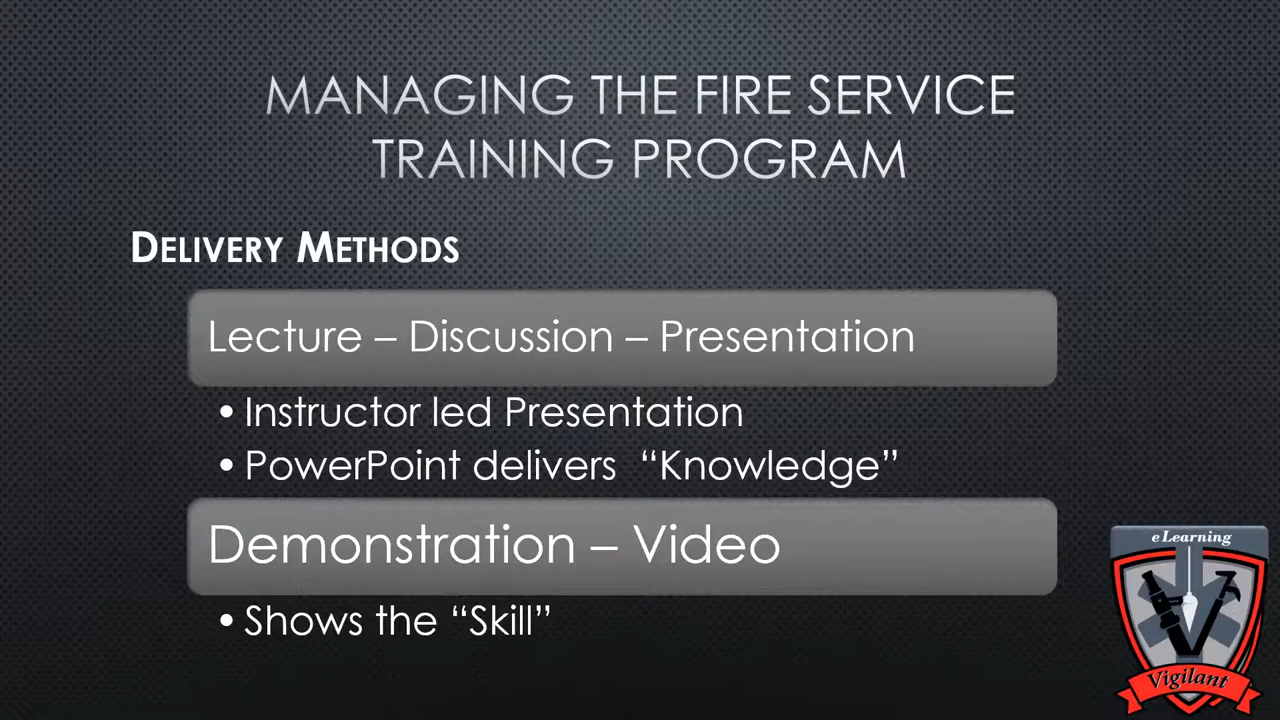 MANAGING THE FIRE SERVICE
TRAINING PROGRAM
DELIVERY METHODS
Lecture – Discussion – Presentation
• Instructor led Presentation
• PowerPoint delivers “Knowledge”
Demonstration – Video
• Shows the “Skill”
eLearning
V
Vigilant